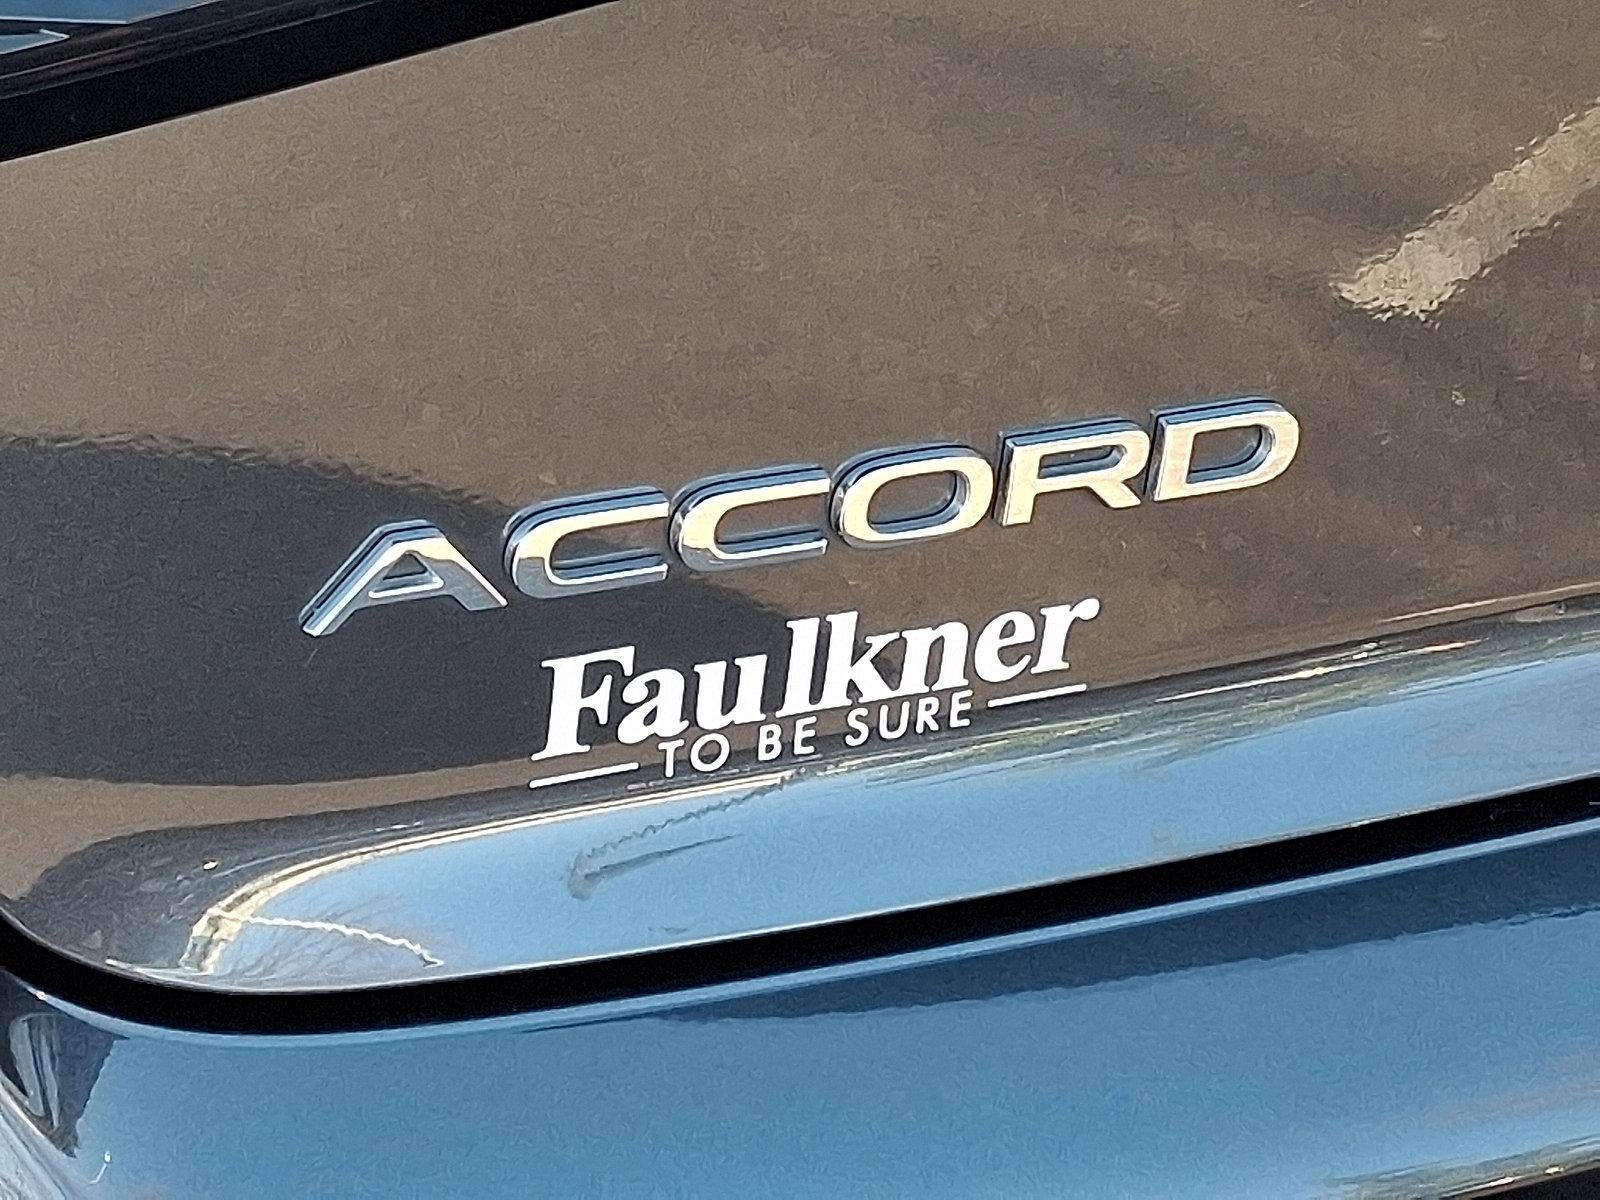 ACCORD
Faulkner
TO BE SURE